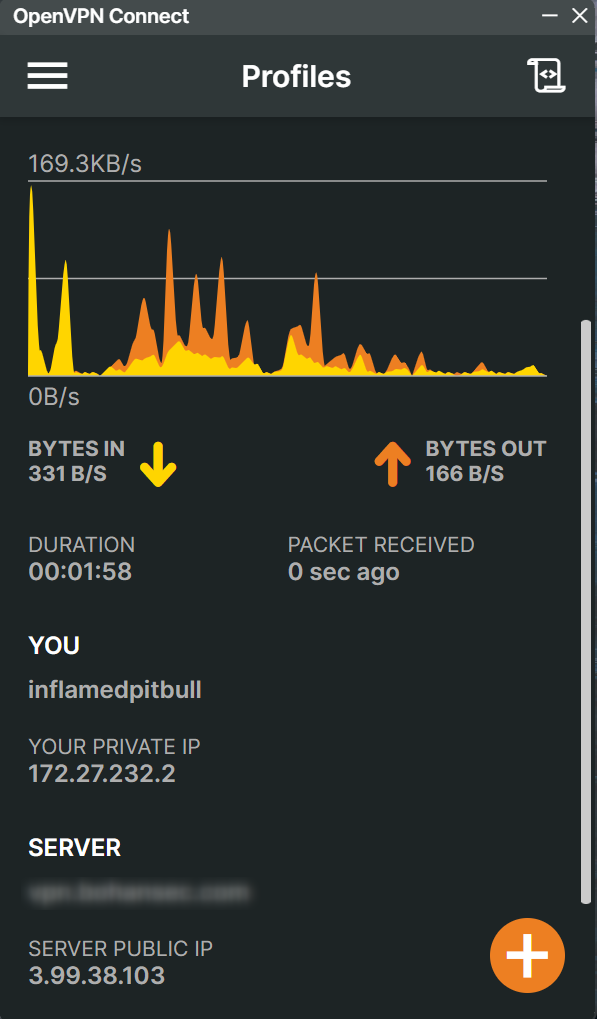 OpenVPN Connect
Profiles
169.3KB/s
0B/s
BYTES IN
331 B/S
BYTES OUT
166 B/S
DURATION
00:01:58
PACKET RECEIVED
0 sec ago
YOU
inflamedpitbull
YOUR PRIVATE IP
172.27.232.2
SERVER
SERVER PUBLIC IP
3.99.38.103